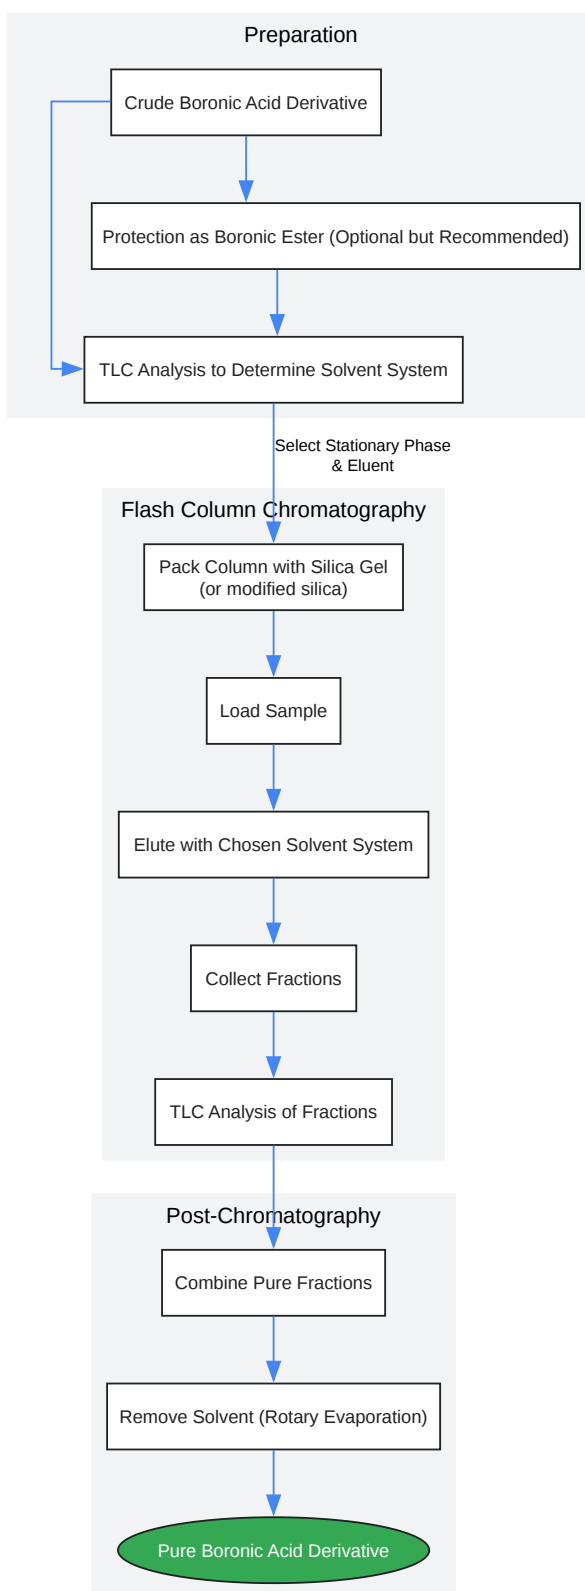 Preparation
Crude Boronic Acid Derivative
Protection as Boronic Ester (Optional but Recommended)
TLC Analysis to Determine Solvent System
Select Stationary Phase
& Eluent
Flash Column Chromatography
Pack Column with Silica Gel
(or modified silica)
Load Sample
Elute with Chosen Solvent System
Collect Fractions
TLC Analysis of Fractions
Post-Chromatography
Combine Pure Fractions
Remove Solvent (Rotary Evaporation)
Pure Boronic Acid Derivative